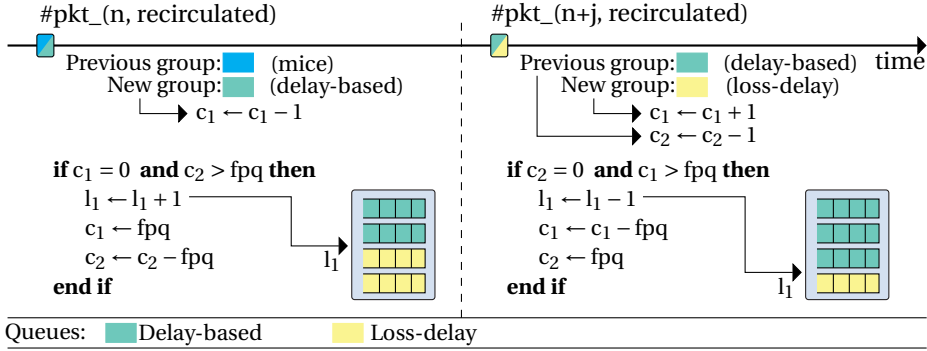 #pkt_(n, recirculated)
#pkt_(n+j, recirculated)
time
Previous group: (mice)
New group: (delay-based)
c₁ ← c₁ − 1
Previous group: (delay-based)
New group: (loss-delay)
c₁ ← c₁ + 1
c₂ ← c₂ − 1
if c₁ = 0 and c₂ > fpq then
l₁ ← l₁ + 1
c₁ ← fpq
c₂ ← c₂ − fpq
end if
l₁
if c₂ = 0 and c₁ > fpq then
l₁ ← l₁ − 1
c₁ ← c₁ − fpq
c₂ ← fpq
end if
l₁
Queues: Delay-based Loss-delay